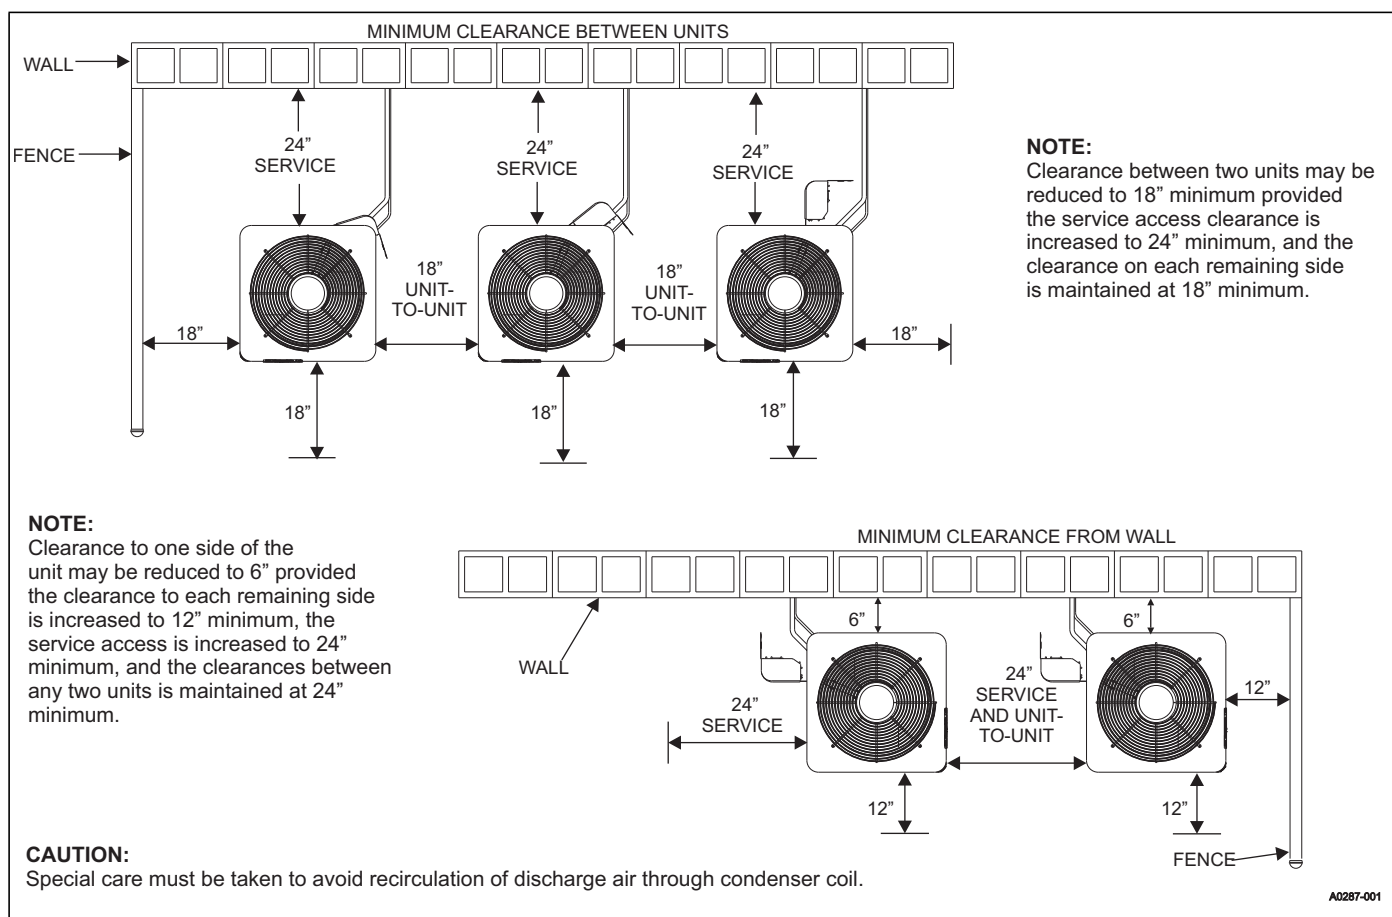 MINIMUM CLEARANCE BETWEEN UNITS
WALL
FENCE
24”
SERVICE
24”
SERVICE
24”
SERVICE
18”
UNIT-
TO-UNIT
18”
UNIT-
TO-UNIT
18”
18”
18”
18”
18”
NOTE:
Clearance between two units may be
reduced to 18” minimum provided
the service access clearance is
increased to 24” minimum, and the
clearance on each remaining side
is maintained at 18” minimum.
NOTE:
Clearance to one side of the
unit may be reduced to 6” provided
the clearance to each remaining side
is increased to 12” minimum, the
service access is increased to 24”
minimum, and the clearances between
any two units is maintained at 24”
minimum.
MINIMUM CLEARANCE FROM WALL
WALL
6”
6”
24”
SERVICE
24”
SERVICE
AND UNIT-
TO-UNIT
12”
12”
12”
FENCE
CAUTION:
Special care must be taken to avoid recirculation of discharge air through condenser coil.
A0287-001